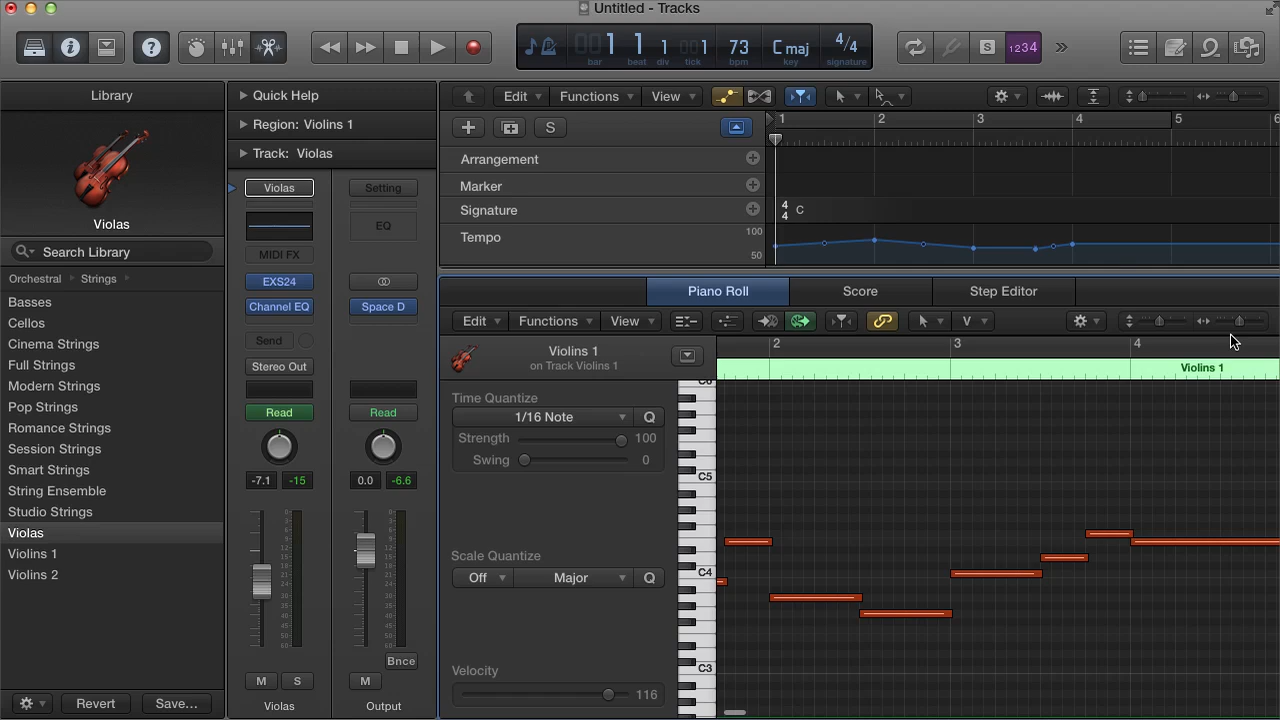 Untitled - Tracks
001 1 1 001 73 C maj 4/4
bar beat div tick bpm key signature
S 1234
Library
Violas
Search Library
Orchestral Strings
Basses
Cellos
Cinema Strings
Full Strings
Modern Strings
Pop Strings
Romance Strings
Session Strings
Smart Strings
String Ensemble
Studio Strings
Violas
Violins 1
Violins 2
Revert Save...
Quick Help
Region: Violins 1
Track: Violas
Violas Setting
EQ
MIDI FX
EXS24
Channel EQ Space D
Send
Stereo Out
Read Read
-7.1 -15 0.0 -6.6
Bnce
M S M
Violas Output
Edit Functions View
S
1 2 3 4 5 6
Arrangement
Marker
Signature 4/4 C
Tempo 100
50
Piano Roll Score Step Editor
Edit Functions View V
Violins 1
on Track Violins 1
2 3 4
Violins 1
Time Quantize
1/16 Note Q
Strength 100
Swing 0
Scale Quantize
Off Major Q
Velocity
116
C6
C5
C4
C3